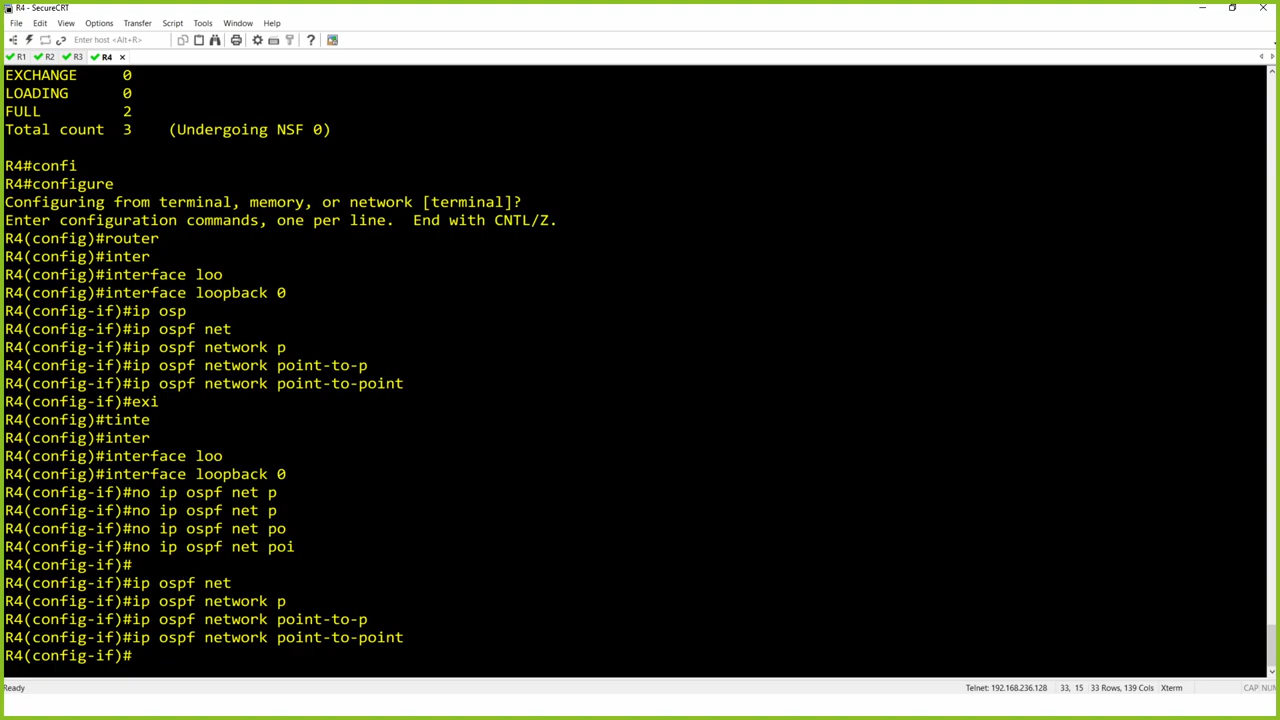 R4 - SecureCRT
File Edit View Options Transfer Script Tools Window Help
Enter host <Alt+R>
R1 R2 R3 R4
EXCHANGE 0
LOADING 0
FULL 2
Total count 3 (Undergoing NSF 0)
R4#confi
R4#configure
Configuring from terminal, memory, or network [terminal]?
Enter configuration commands, one per line. End with CNTL/Z.
R4(config)#router
R4(config)#inter
R4(config)#interface loo
R4(config)#interface loopback 0
R4(config-if)#ip osp
R4(config-if)#ip ospf net
R4(config-if)#ip ospf network p
R4(config-if)#ip ospf network point-to-p
R4(config-if)#ip ospf network point-to-point
R4(config-if)#exi
R4(config)#tinte
R4(config)#inter
R4(config)#interface loo
R4(config)#interface loopback 0
R4(config-if)#no ip ospf net p
R4(config-if)#no ip ospf net p
R4(config-if)#no ip ospf net po
R4(config-if)#no ip ospf net poi
R4(config-if)#
R4(config-if)#ip ospf net
R4(config-if)#ip ospf network p
R4(config-if)#ip ospf network point-to-p
R4(config-if)#ip ospf network point-to-point
R4(config-if)#
Ready Telnet: 192.168.236.128 33, 15 33 Rows, 139 Cols Xterm CAP NUM